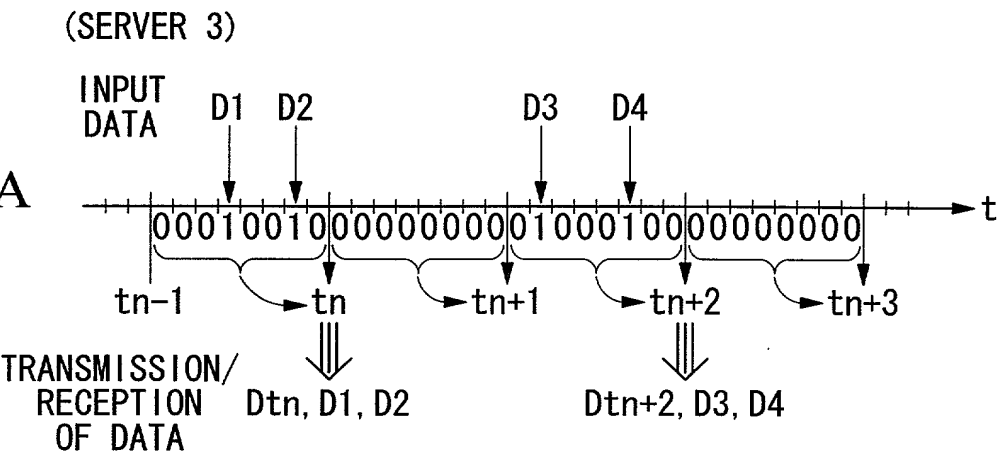 (SERVER 3)
INPUT
DATA
D1 D2 D3 D4
A
t
00010010000000000100010000000000
tn-1 tn tn+1 tn+2 tn+3
TRANSMISSION/
RECEPTION
OF DATA
Dtn, D1, D2 Dtn+2, D3, D4